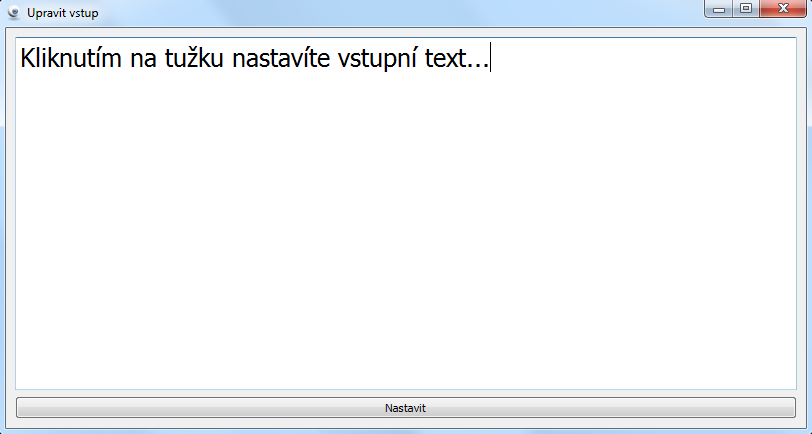 Upravit vstup
Kliknutím na tužku nastavíte vstupní text...
Nastavit